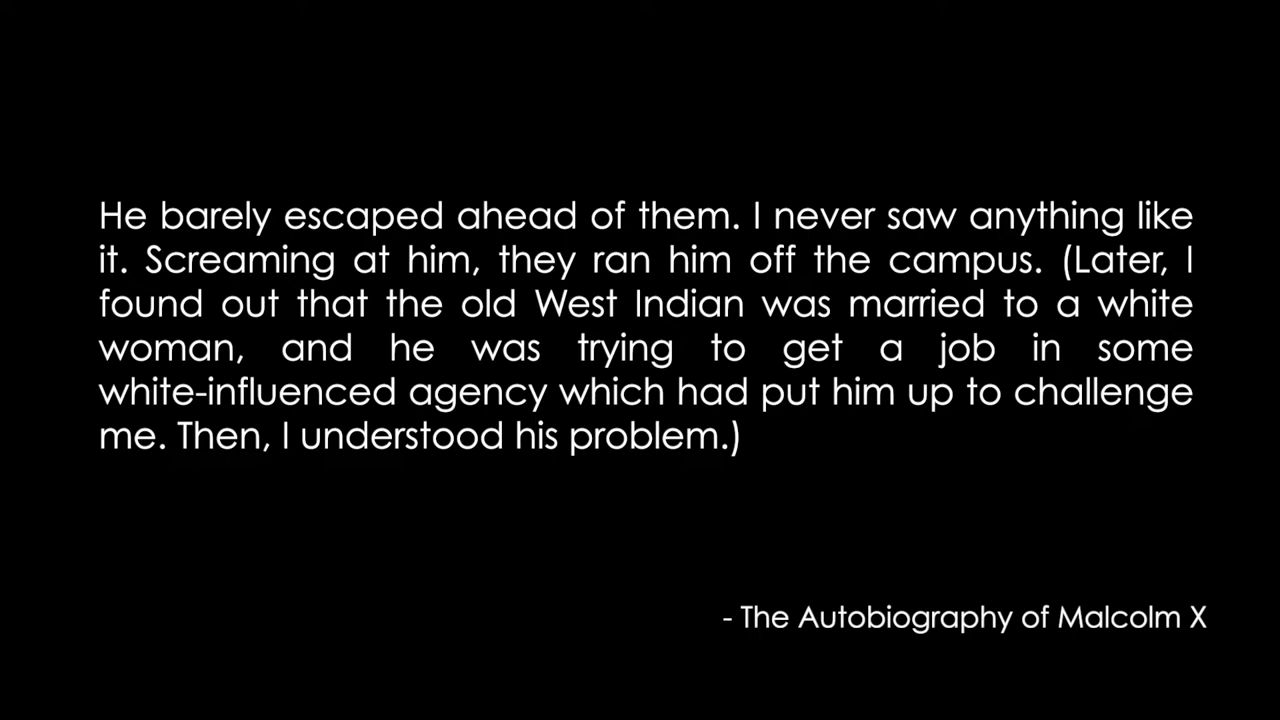 He barely escaped ahead of them. I never saw anything like
it. Screaming at him, they ran him off the campus. (Later, I
found out that the old West Indian was married to a white
woman, and he was trying to get a job in some
white-influenced agency which had put him up to challenge
me. Then, I understood his problem.)
- The Autobiography of Malcolm X